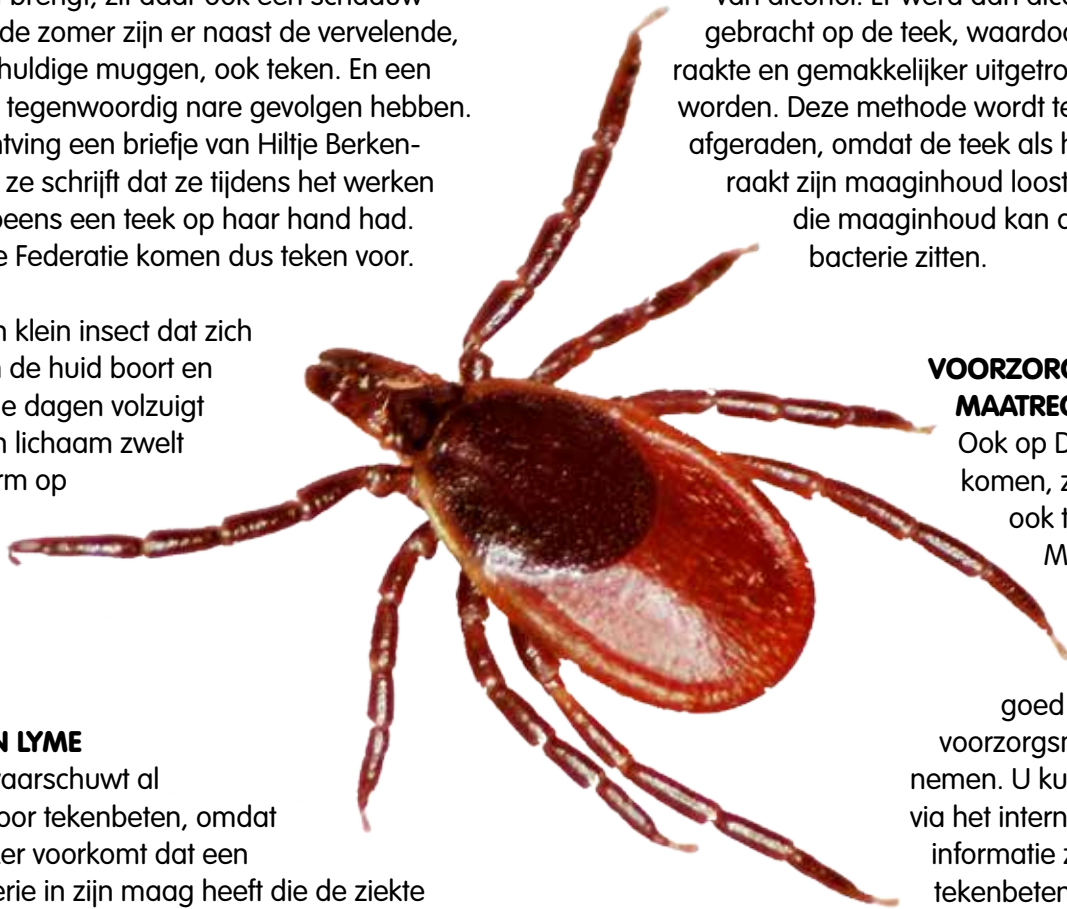 brengt, zit daar ook een schaduw
de zomer zijn er naast de vervelende,
huldige muggen, ook teken. En een
tegenwoordig nare gevolgen hebben.
ntving een briefje van Hiltje Berken-
ze schrijft dat ze tijdens het werken
peens een teek op haar hand had.
e Federatie komen dus teken voor.
n klein insect dat zich
n de huid boort en
e dagen volzuigt
n lichaam zwelt
rm op
N LYME
vaarschuwt al
oor tekenbeten, omdat
er voorkomt dat een
erie in zijn maag heeft die de ziekte
van alcohol. Er werd dan alco
gebracht op de teek, waardoo
raakte en gemakkelijker uitgetro
worden. Deze methode wordt te
afgeraden, omdat de teek als h
raakt zijn maaginhoud loost
die maaginhoud kan d
bacterie zitten.
VOORZORG
MAATREG
Ook op D
komen, z
ook t
M
goed
voorzorgsm
nemen. U ku
via het intern
informatie z
tekenbeten